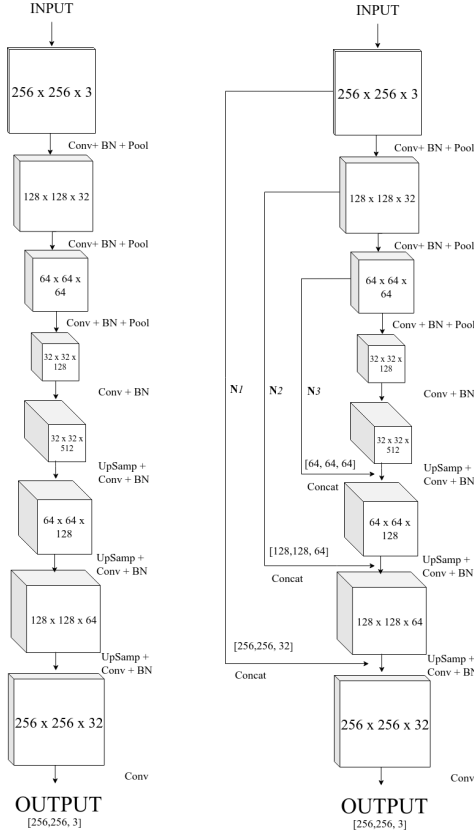 INPUT
256 x 256 x 3
Conv+ BN + Pool
128 x 128 x 32
Conv+ BN + Pool
64 x 64 x
64
Conv + BN + Pool
32 x 32 x
128
Conv + BN
32 x 32 x
512
UpSamp +
Conv + BN
64 x 64 x
128
UpSamp +
Conv + BN
128 x 128 x 64
UpSamp +
Conv + BN
256 x 256 x 32
Conv
OUTPUT
[256,256, 3]
INPUT
256 x 256 x 3
Conv+ BN + Pool
128 x 128 x 32
Conv+ BN + Pool
64 x 64 x
64
Conv + BN + Pool
32 x 32 x
128
N1
N2
N3
Conv + BN
32 x 32 x
512
[64, 64, 64]
Concat
UpSamp +
Conv + BN
64 x 64 x
128
[128,128, 64]
Concat
UpSamp +
Conv + BN
128 x 128 x 64
[256,256, 32]
Concat
UpSamp +
Conv + BN
256 x 256 x 32
Conv
OUTPUT
[256,256, 3]